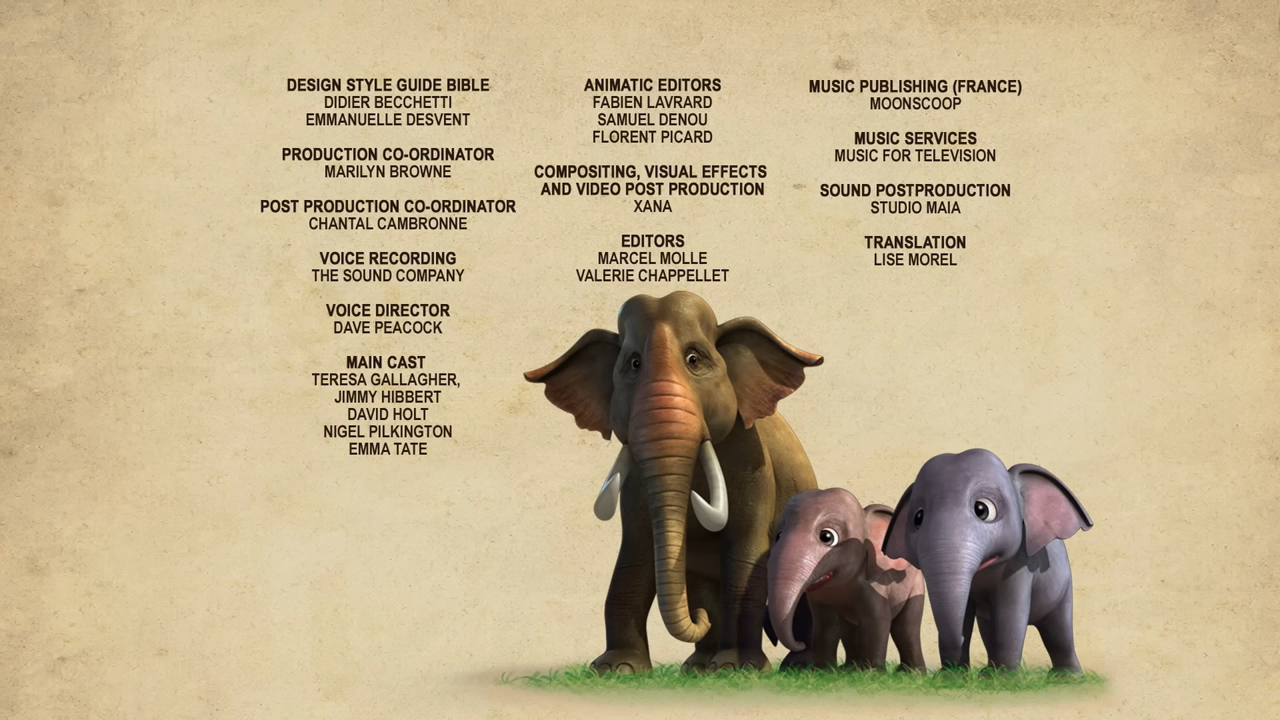 DESIGN STYLE GUIDE BIBLE
DIDIER BECCHETTI
EMMANUELLE DESVENT
PRODUCTION CO-ORDINATOR
MARILYN BROWNE
POST PRODUCTION CO-ORDINATOR
CHANTAL CAMBRONNE
VOICE RECORDING
THE SOUND COMPANY
VOICE DIRECTOR
DAVE PEACOCK
MAIN CAST
TERESA GALLAGHER,
JIMMY HIBBERT
DAVID HOLT
NIGEL PILKINGTON
EMMA TATE
ANIMATIC EDITORS
FABIEN LAVRARD
SAMUEL DENOU
FLORENT PICARD
COMPOSITING, VISUAL EFFECTS
AND VIDEO POST PRODUCTION
XANA
EDITORS
MARCEL MOLLE
VALERIE CHAPPELLET
MUSIC PUBLISHING (FRANCE)
MOONSCOOP
MUSIC SERVICES
MUSIC FOR TELEVISION
SOUND POSTPRODUCTION
STUDIO MAIA
TRANSLATION
LISE MOREL